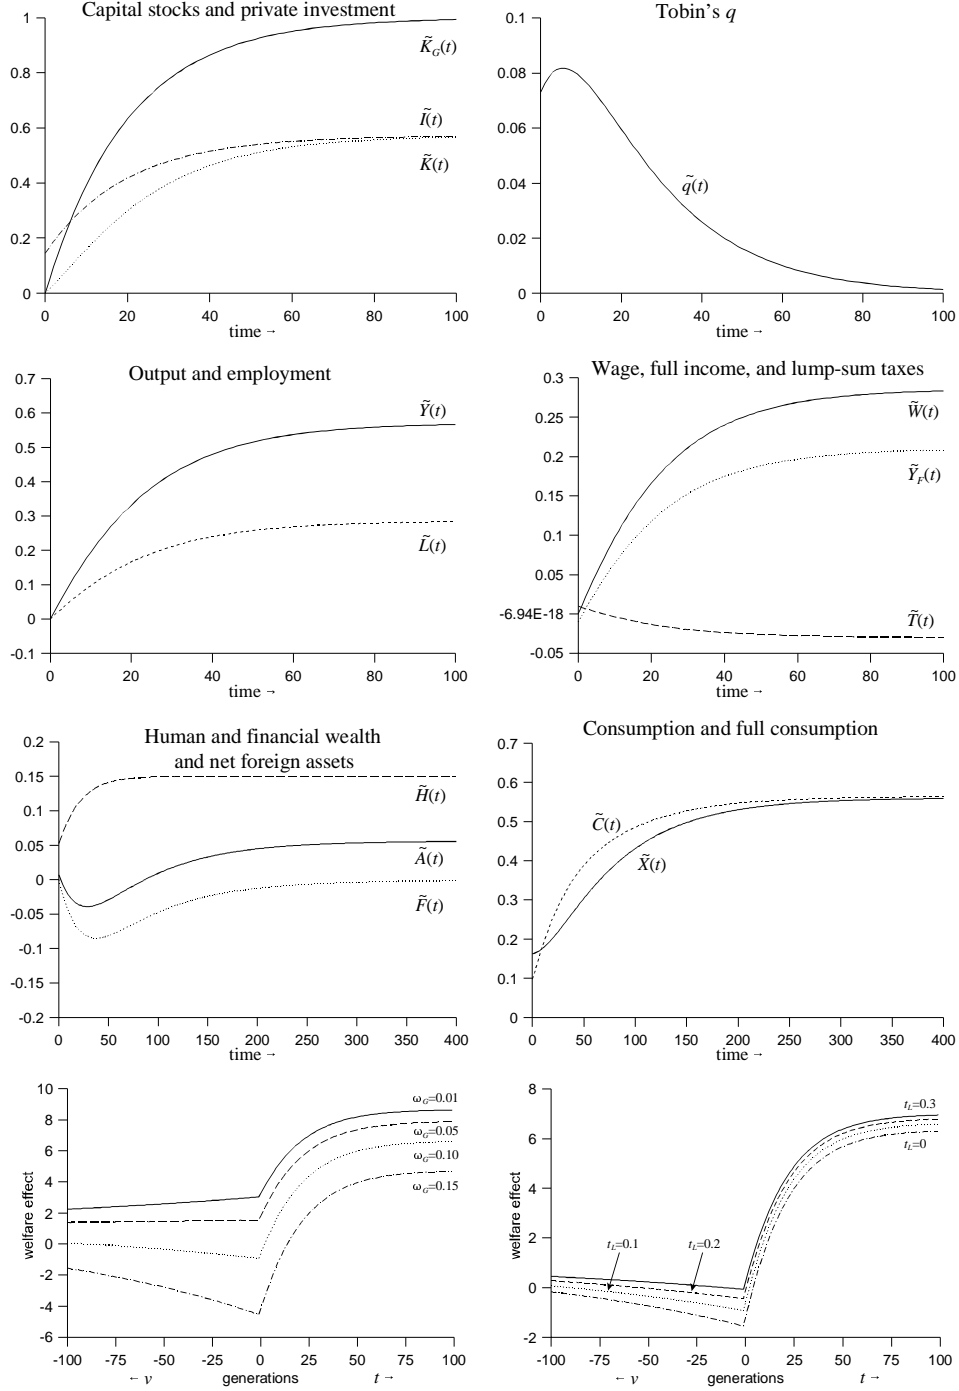 Capital stocks and private investment
1
0.8
0.6
0.4
0.2
0
K̃_G(t)
Ĩ(t)
K̃(t)
0 20 40 60 80 100
time →
Tobin's q
0.1
0.08
0.06
0.04
0.02
0
q̃(t)
0 20 40 60 80 100
time →
Output and employment
0.7
0.6
0.5
0.4
0.3
0.2
0.1
0
-0.1
Ỹ(t)
L̃(t)
0 20 40 60 80 100
time →
Wage, full income, and lump-sum taxes
0.3
0.25
0.2
0.15
0.1
0.05
-6.94E-18
-0.05
W̃(t)
Ỹ_F(t)
T̃(t)
0 20 40 60 80 100
time →
Human and financial wealth
and net foreign assets
0.2
0.15
0.1
0.05
0
-0.05
-0.1
-0.15
-0.2
H̃(t)
Ã(t)
F̃(t)
0 50 100 150 200 250 300 350 400
time →
Consumption and full consumption
0.7
0.6
0.5
0.4
0.3
0.2
0.1
0
C̃(t)
X̃(t)
0 50 100 150 200 250 300 350 400
time →
10
8
6
4
2
0
-2
-4
-6
welfare effect
ω_G=0.01
ω_G=0.05
ω_G=0.10
ω_G=0.15
-100 -75 -50 -25 0 25 50 75 100
← v generations t →
8
6
4
2
0
-2
welfare effect
t_L=0.3
t_L=0
t_L=0.1
t_L=0.2
-100 -75 -50 -25 0 25 50 75 100
← v generations t →